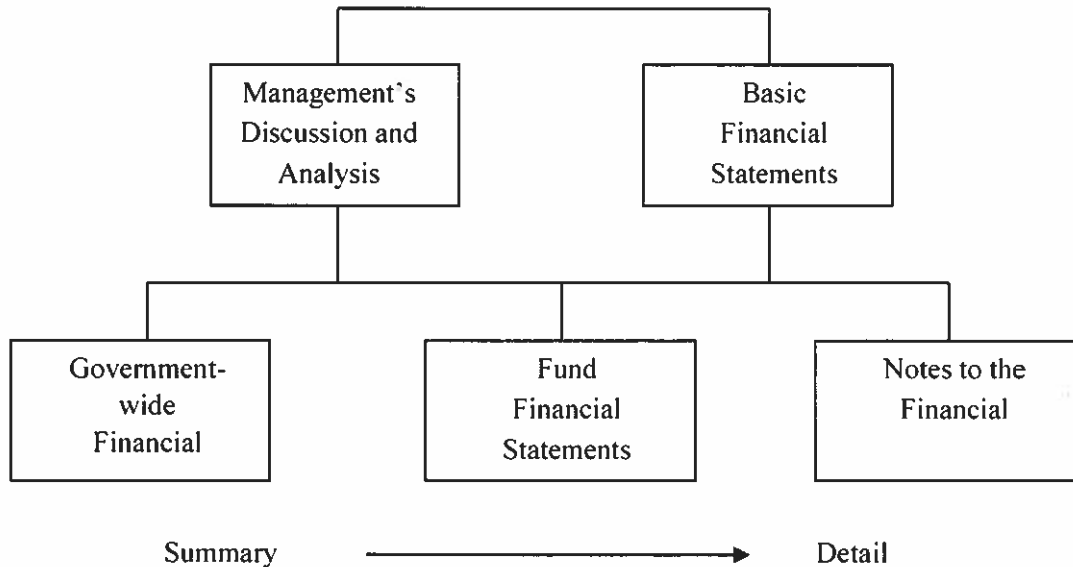 Management's
Discussion and
Analysis
Basic
Financial
Statements
Government-
wide
Financial
Fund
Financial
Statements
Notes to the
Financial
Summary
Detail